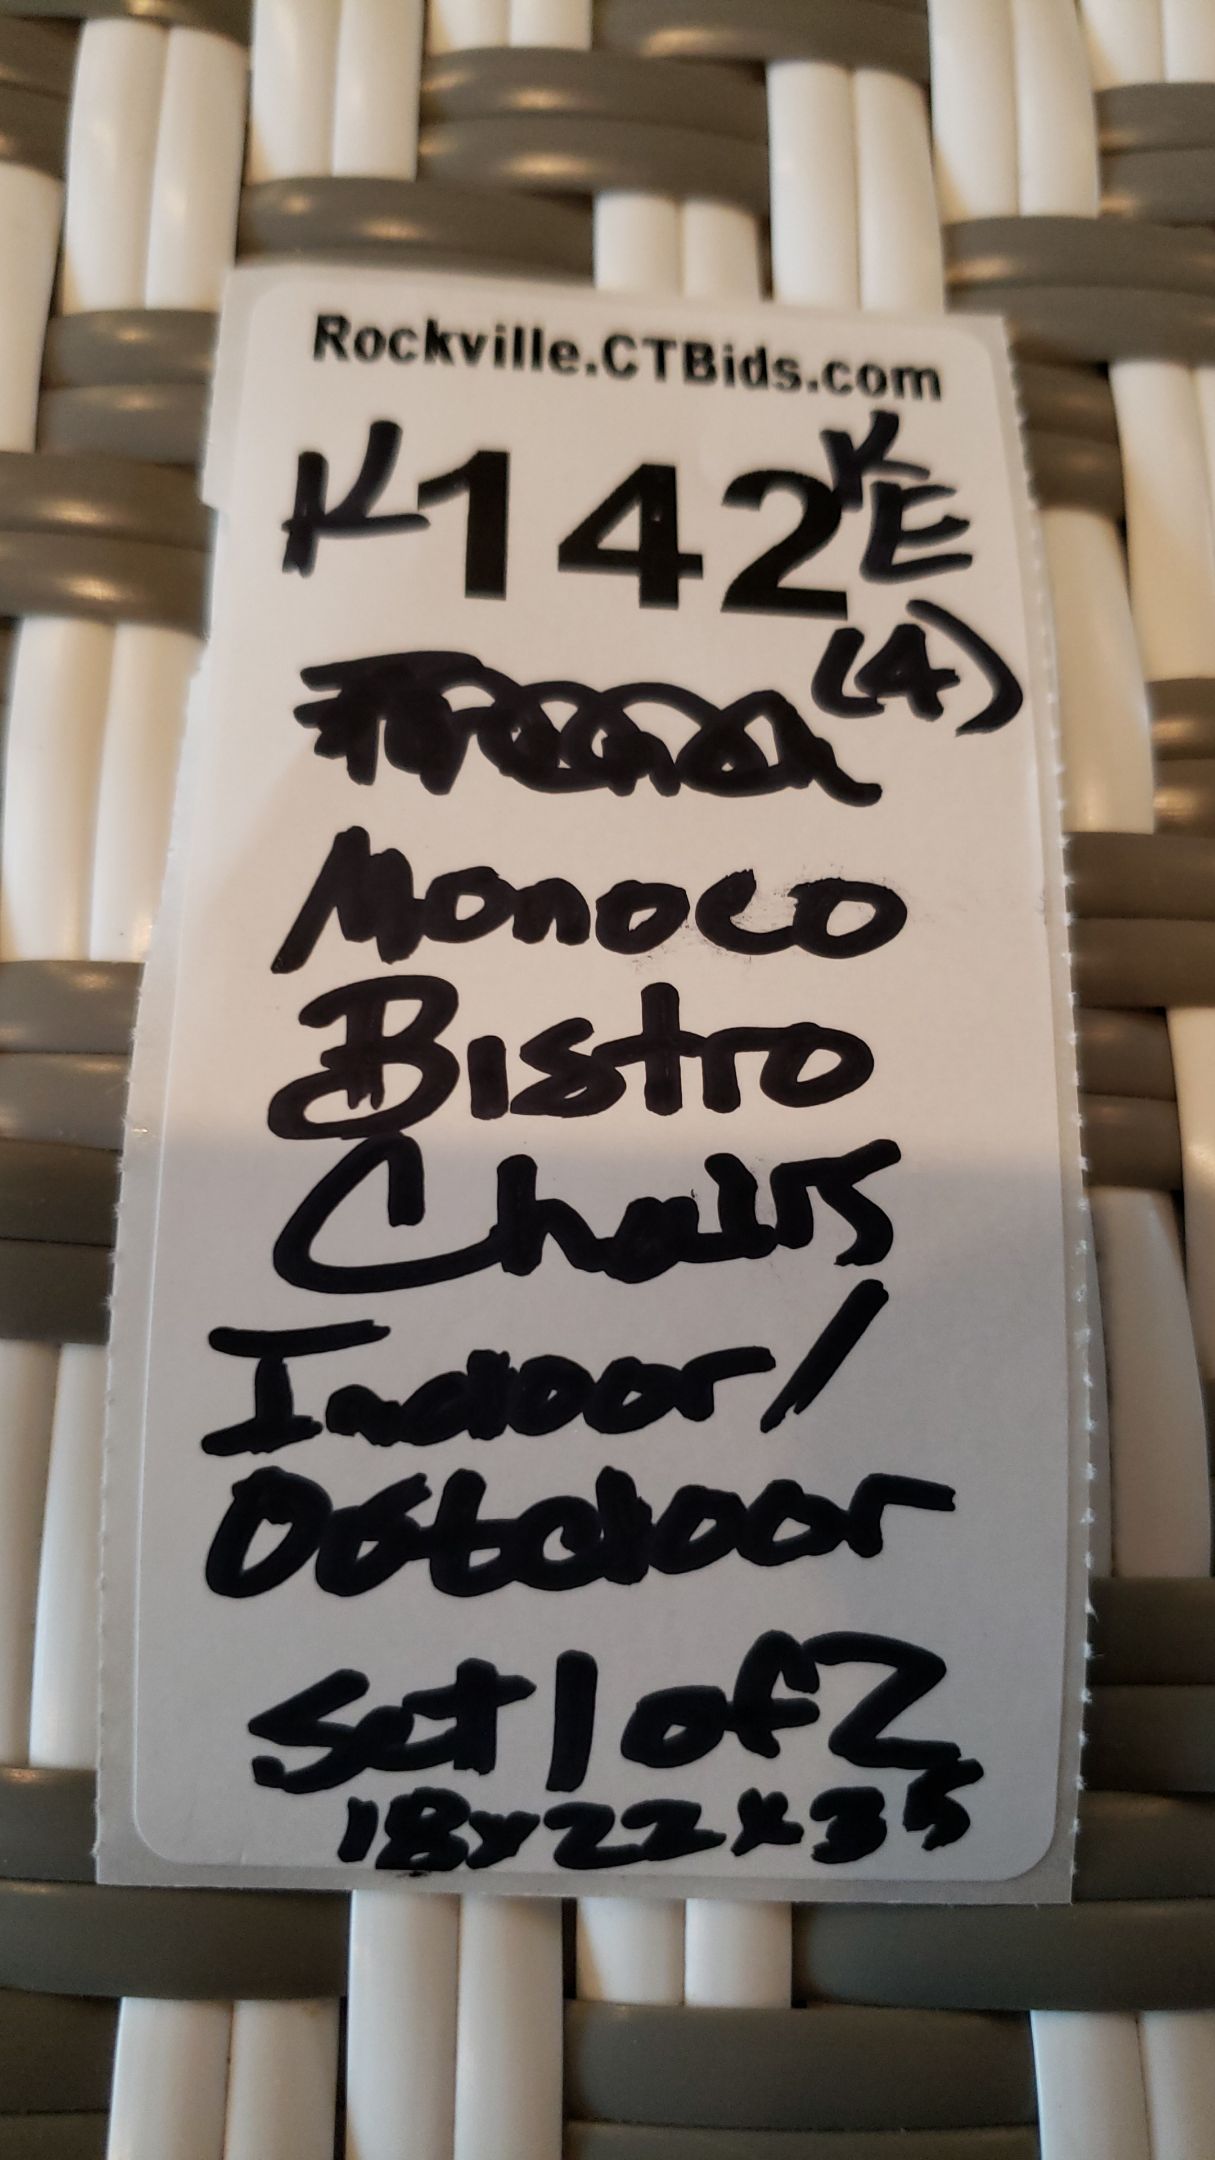 Rockville.CTBids.com
K142KE
(4)
Monoco
Bistro
Chairs
Indoor/
Outdoor
Set 1 of 2
18x22x35